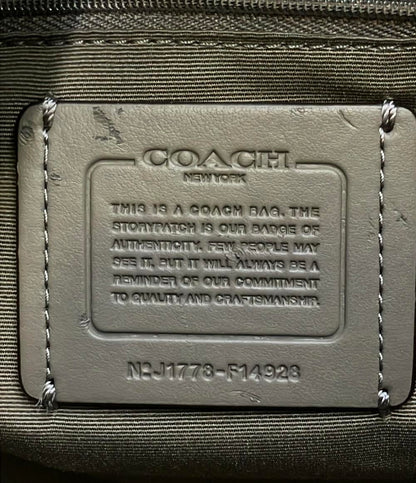 COACH
NEW YORK
THIS IS A COACH BAG. THE
STORYPATCH IS OUR BADGE OF
AUTHENTICITY. FEW PEOPLE MAY
SEE IT, BUT IT WILL ALWAYS BE A
REMINDER OF OUR COMMITMENT
TO QUALITY AND CRAFTSMANSHIP.
Nº J1778-F14928